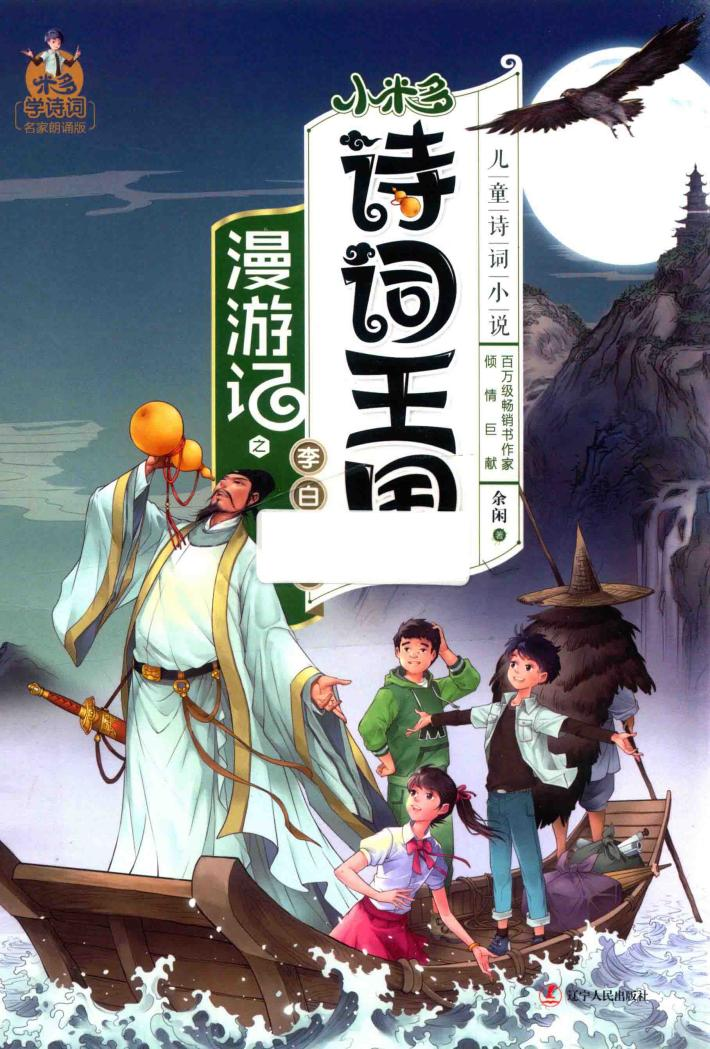 米多
学诗词
名家朗诵版
小米多
诗词王国
漫游记
之
李白
儿童诗词小说
百万级畅销书作家
倾情巨献
余闲 著
辽宁人民出版社